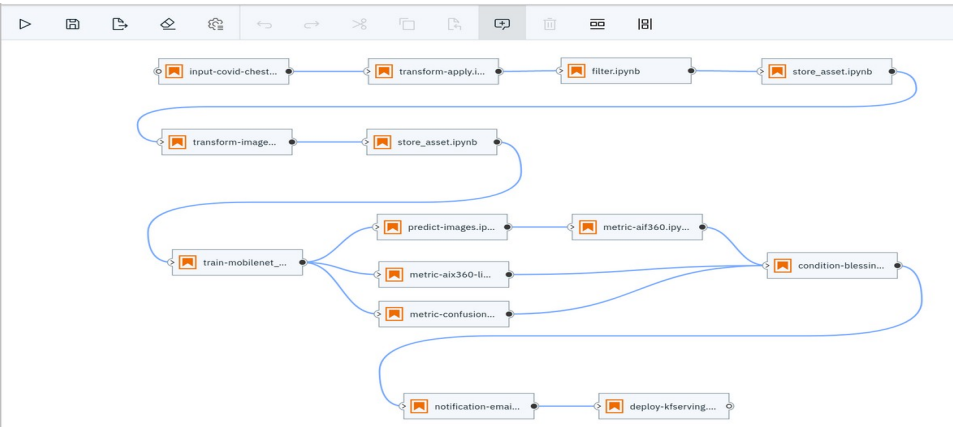 input-covid-chest...
transform-apply.i...
filter.ipynb
store_asset.ipynb
transform-image...
store_asset.ipynb
predict-images.ip...
metric-aif360.ipy...
train-mobilenet_...
metric-aix360-li...
condition-blessin...
metric-confusion...
notification-emai...
deploy-kfserving....